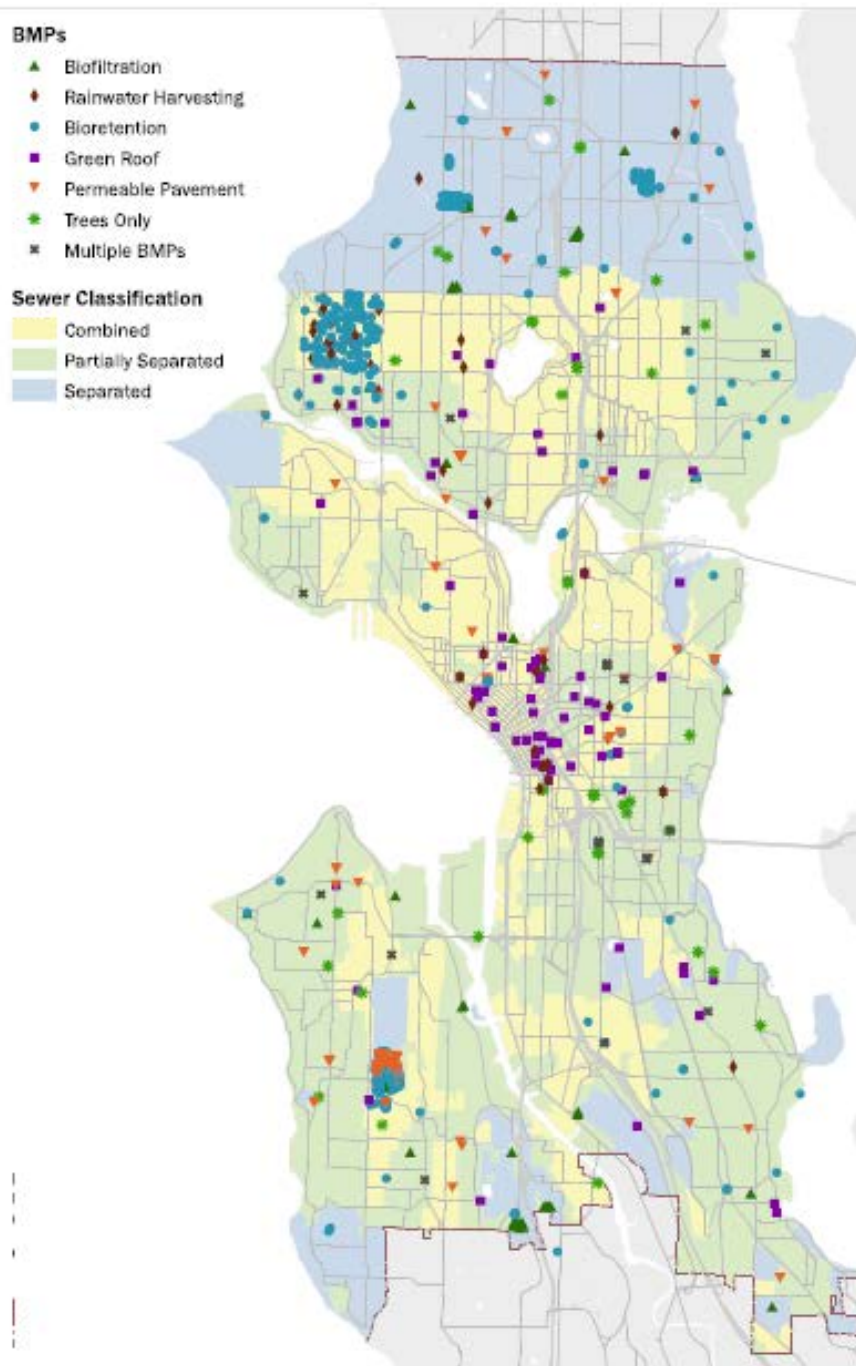 BMPs
Biofiltration
Rainwater Harvesting
Bioretention
Green Roof
Permeable Pavement
Trees Only
Multiple BMPs
Sewer Classification
Combined
Partially Separated
Separated